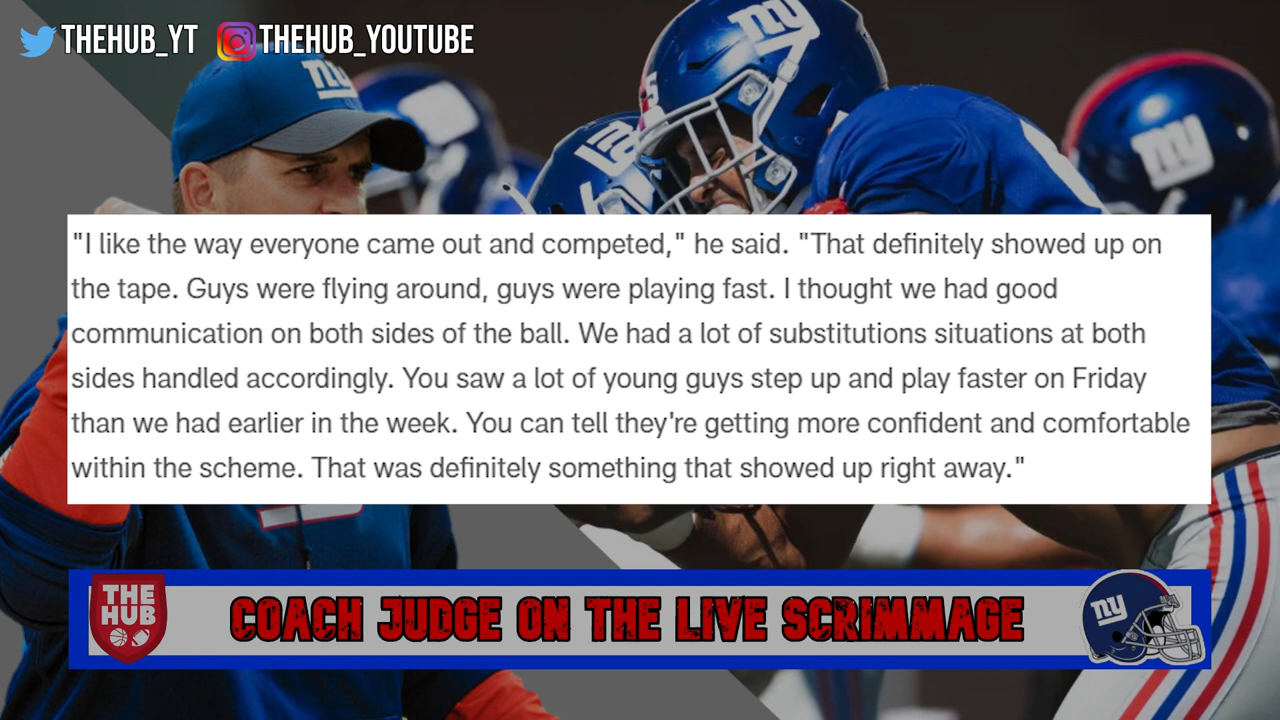 THEHUB_YT THEHUB_YOUTUBE
ny
ny
ny
ny
"I like the way everyone came out and competed," he said. "That definitely showed up on
the tape. Guys were flying around, guys were playing fast. I thought we had good
communication on both sides of the ball. We had a lot of substitutions situations at both
sides handled accordingly. You saw a lot of young guys step up and play faster on Friday
than we had earlier in the week. You can tell they're getting more confident and comfortable
within the scheme. That was definitely something that showed up right away."
THE
HUB
COACH JUDGE ON THE LIVE SCRIMMAGE
ny